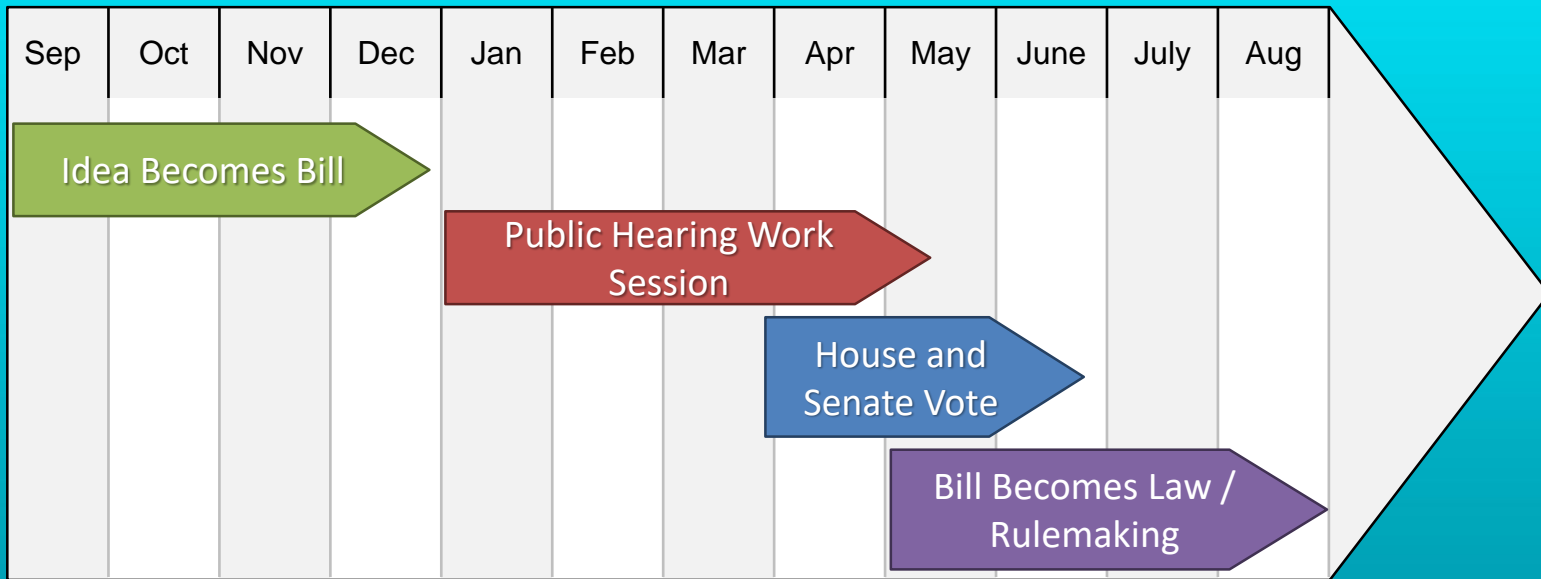 Sep Oct Nov Dec Jan Feb Mar Apr May June July Aug
Idea Becomes Bill
Public Hearing Work
Session
House and
Senate Vote
Bill Becomes Law /
Rulemaking